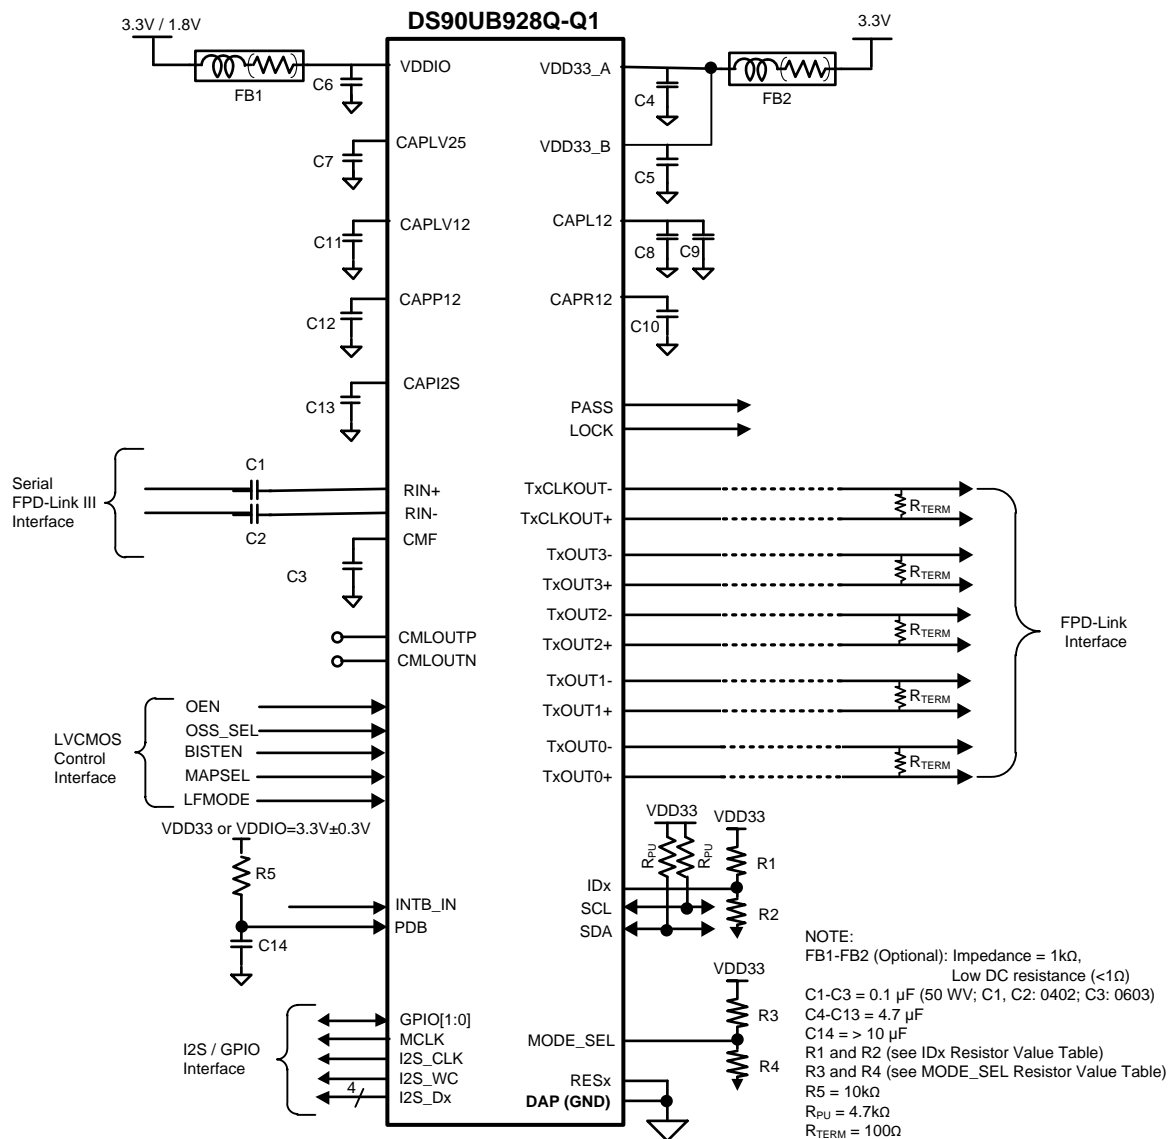 DS90UB928Q-Q1
3.3V / 1.8V
FB1
C6
VDDIO
C7
CAPLV25
C11
CAPLV12
C12
CAPP12
C13
CAPI2S
Serial
FPD-Link III
Interface
C1
C2
RIN+
RIN-
CMF
C3
CMLOUTP
CMLOUTN
LVCMOS
Control
Interface
OEN
OSS_SEL
BISTEN
MAPSEL
LFMODE
VDD33 or VDDIO=3.3V±0.3V
R5
C14
INTB_IN
PDB
I2S / GPIO
Interface
4
GPIO[1:0]
MCLK
I2S_CLK
I2S_WC
I2S_Dx
3.3V
FB2
VDD33_A
C4
VDD33_B
C5
CAPL12
C8
C9
CAPR12
C10
PASS
LOCK
TxCLKOUT-
RTERM
TxCLKOUT+
TxOUT3-
RTERM
TxOUT3+
TxOUT2-
RTERM
TxOUT2+
TxOUT1-
RTERM
TxOUT1+
TxOUT0-
RTERM
TxOUT0+
FPD-Link
Interface
VDD33
RPU
RPU
VDD33
R1
R2
IDx
SCL
SDA
VDD33
R3
R4
MODE_SEL
RESx
DAP (GND)
NOTE:
FB1-FB2 (Optional): Impedance = 1kΩ,
Low DC resistance (<1Ω)
C1-C3 = 0.1 µF (50 WV; C1, C2: 0402; C3: 0603)
C4-C13 = 4.7 µF
C14 = > 10 µF
R1 and R2 (see IDx Resistor Value Table)
R3 and R4 (see MODE_SEL Resistor Value Table)
R5 = 10kΩ
RPU = 4.7kΩ
RTERM = 100Ω